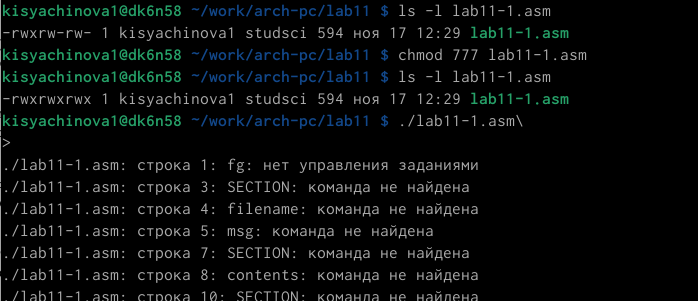 kisyachinova1@dk6n58 ~/work/arch-pc/lab11 $ ls -l lab11-1.asm
-rwxrw-rw- 1 kisyachinova1 studsci 594 ноя 17 12:29 lab11-1.asm
kisyachinova1@dk6n58 ~/work/arch-pc/lab11 $ chmod 777 lab11-1.asm
kisyachinova1@dk6n58 ~/work/arch-pc/lab11 $ ls -l lab11-1.asm
-rwxrwxrwx 1 kisyachinova1 studsci 594 ноя 17 12:29 lab11-1.asm
kisyachinova1@dk6n58 ~/work/arch-pc/lab11 $ ./lab11-1.asm\
>
./lab11-1.asm: строка 1: fg: нет управления заданиями
./lab11-1.asm: строка 3: SECTION: команда не найдена
./lab11-1.asm: строка 4: filename: команда не найдена
./lab11-1.asm: строка 5: msg: команда не найдена
./lab11-1.asm: строка 7: SECTION: команда не найдена
./lab11-1.asm: строка 8: contents: команда не найдена
./lab11-1.asm: строка 10: SECTION: команда не найдена